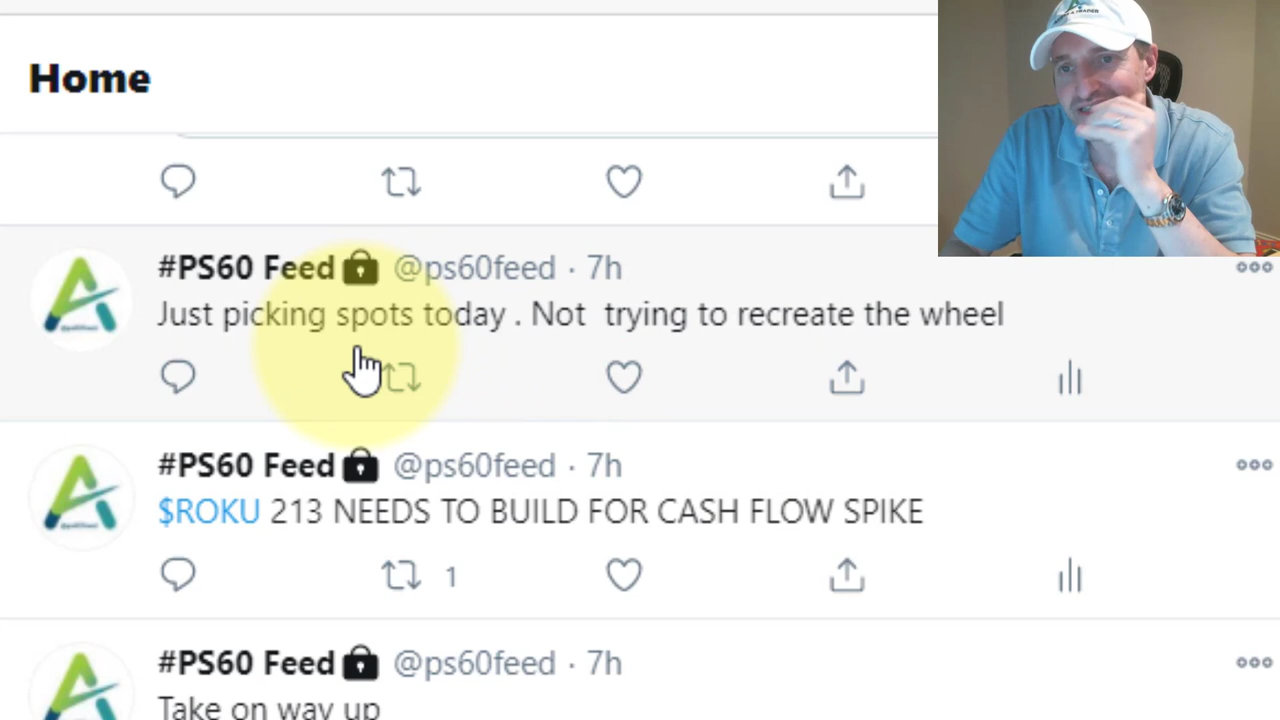 Home
#PS60 Feed @ps60feed · 7h
Just picking spots today . Not trying to recreate the wheel
#PS60 Feed @ps60feed · 7h
$ROKU 213 NEEDS TO BUILD FOR CASH FLOW SPIKE
1
#PS60 Feed @ps60feed · 7h
Take on way up